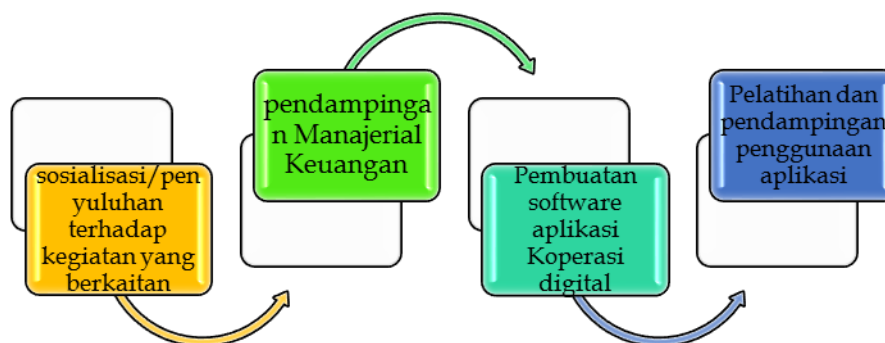 sosialisasi/pen
yuluhan
terhadap
kegiatan yang
berkaitan
pendampinga
n Manajerial
Keuangan
Pembuatan
software
aplikasi
Koperasi
digital
Pelatihan dan
pendampingan
penggunaan
aplikasi